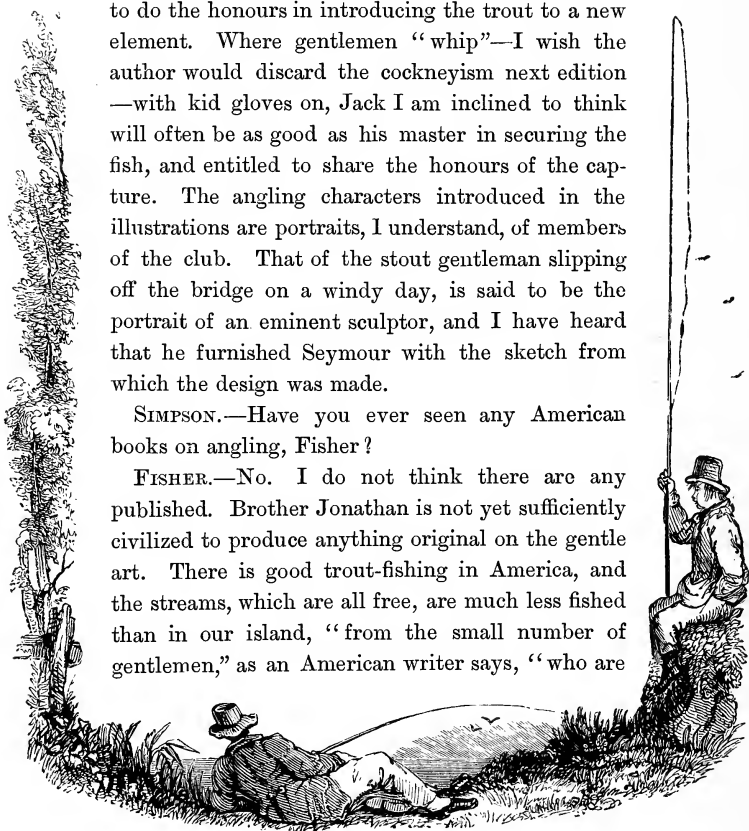 to do the honours in introducing the trout to a new
element. Where gentlemen “whip”—I wish the
author would discard the cockneyism next edition
—with kid gloves on, Jack I am inclined to think
will often be as good as his master in securing the
fish, and entitled to share the honours of the cap-
ture. The angling characters introduced in the
illustrations are portraits, I understand, of members
of the club. That of the stout gentleman slipping
off the bridge on a windy day, is said to be the
portrait of an eminent sculptor, and I have heard
that he furnished Seymour with the sketch from
which the design was made.
SIMPSON.—Have you ever seen any American
books on angling, Fisher?
FISHER.—No. I do not think there are any
published. Brother Jonathan is not yet sufficiently
civilized to produce anything original on the gentle
art. There is good trout-fishing in America, and
the streams, which are all free, are much less fished
than in our island, “from the small number of
gentlemen,” as an American writer says, “who are